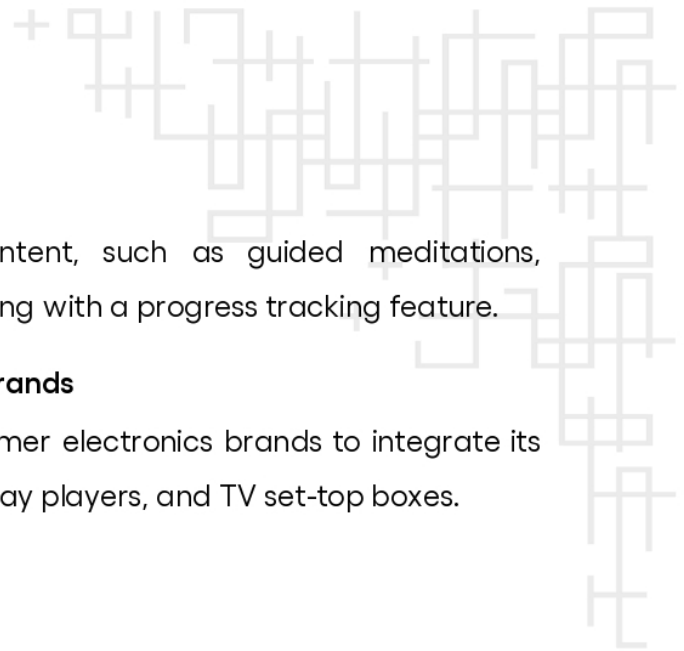 ntent, such as guided meditations,
ng with a progress tracking feature.
rands
mer electronics brands to integrate its
ay players, and TV set-top boxes.